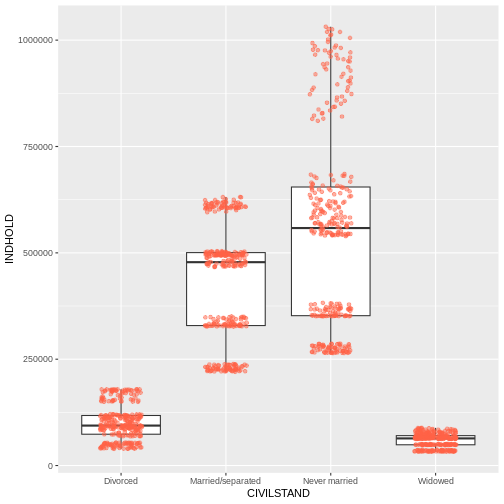 1000000
750000
500000
250000
0
INDHOLD
Divorced Married/separated Never married Widowed
CIVILSTAND